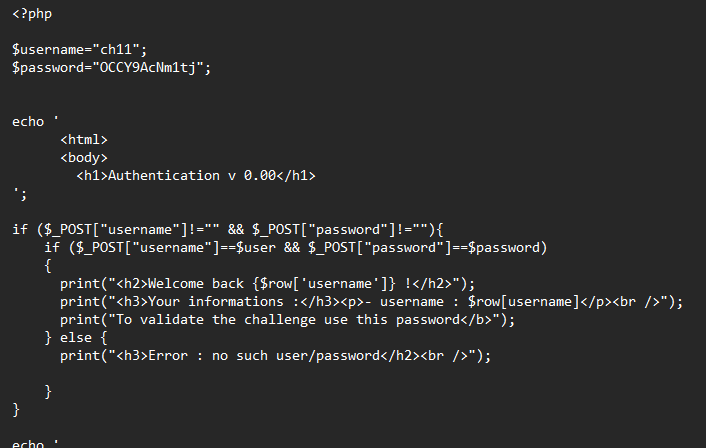 <?php
$username="ch11";
$password="OCCY9AcNm1tj";
echo '
<html>
<body>
<h1>Authentication v 0.00</h1>
';
if ($_POST["username"]!="" && $_POST["password"]!=""){
if ($_POST["username"]==$user && $_POST["password"]==$password)
{
print("<h2>Welcome back {$row['username']} !</h2>");
print("<h3>Your informations :</h3><p>- username : $row[username]</p><br />");
print("To validate the challenge use this password</b>");
} else {
print("<h3>Error : no such user/password</h2><br />");
}
}
echo '